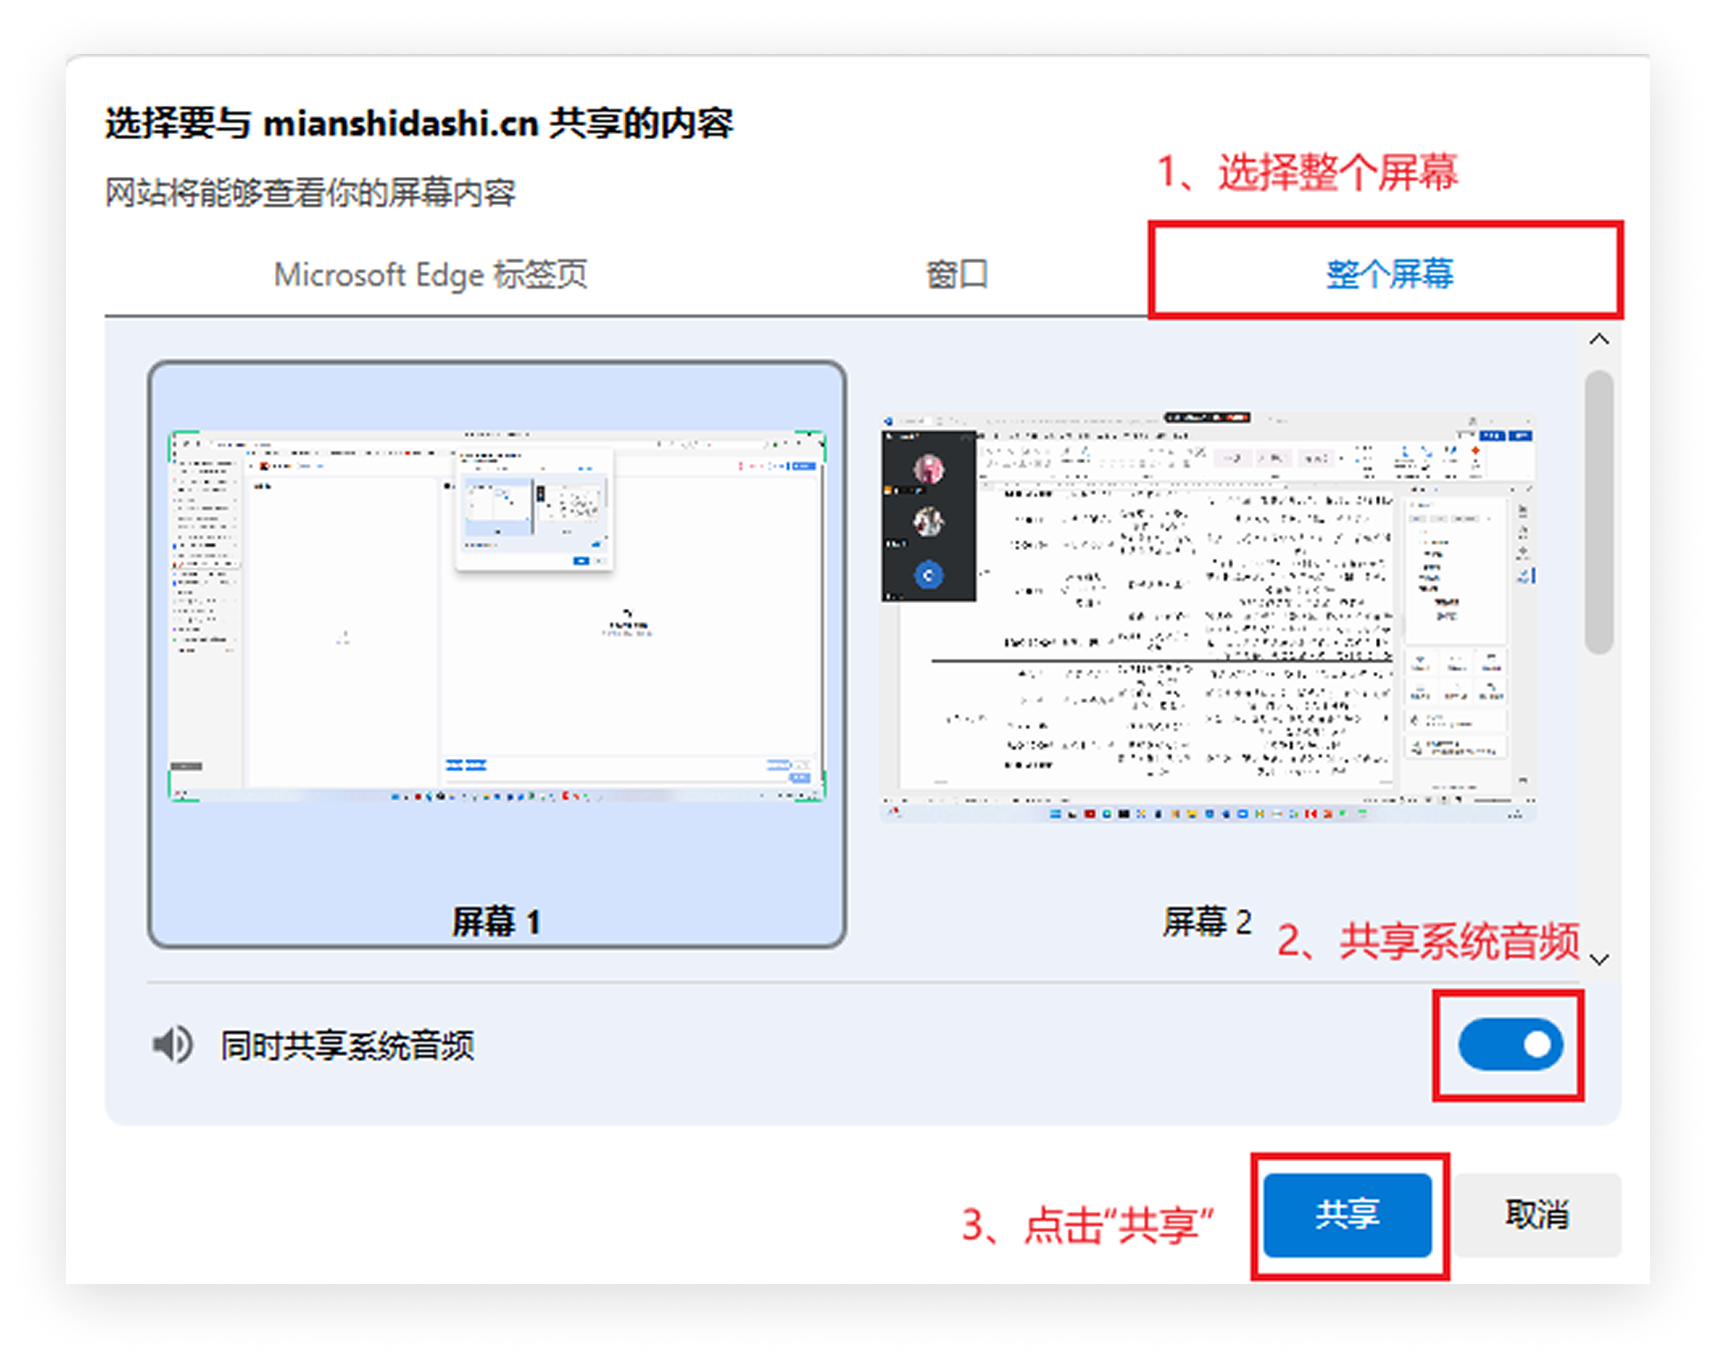 选择要与 mianshidashi.cn 共享的内容
网站将能够查看你的屏幕内容
1、选择整个屏幕
Microsoft Edge 标签页
窗口
整个屏幕
屏幕 1
屏幕 2
2、共享系统音频
同时共享系统音频
3、点击“共享”
共享
取消